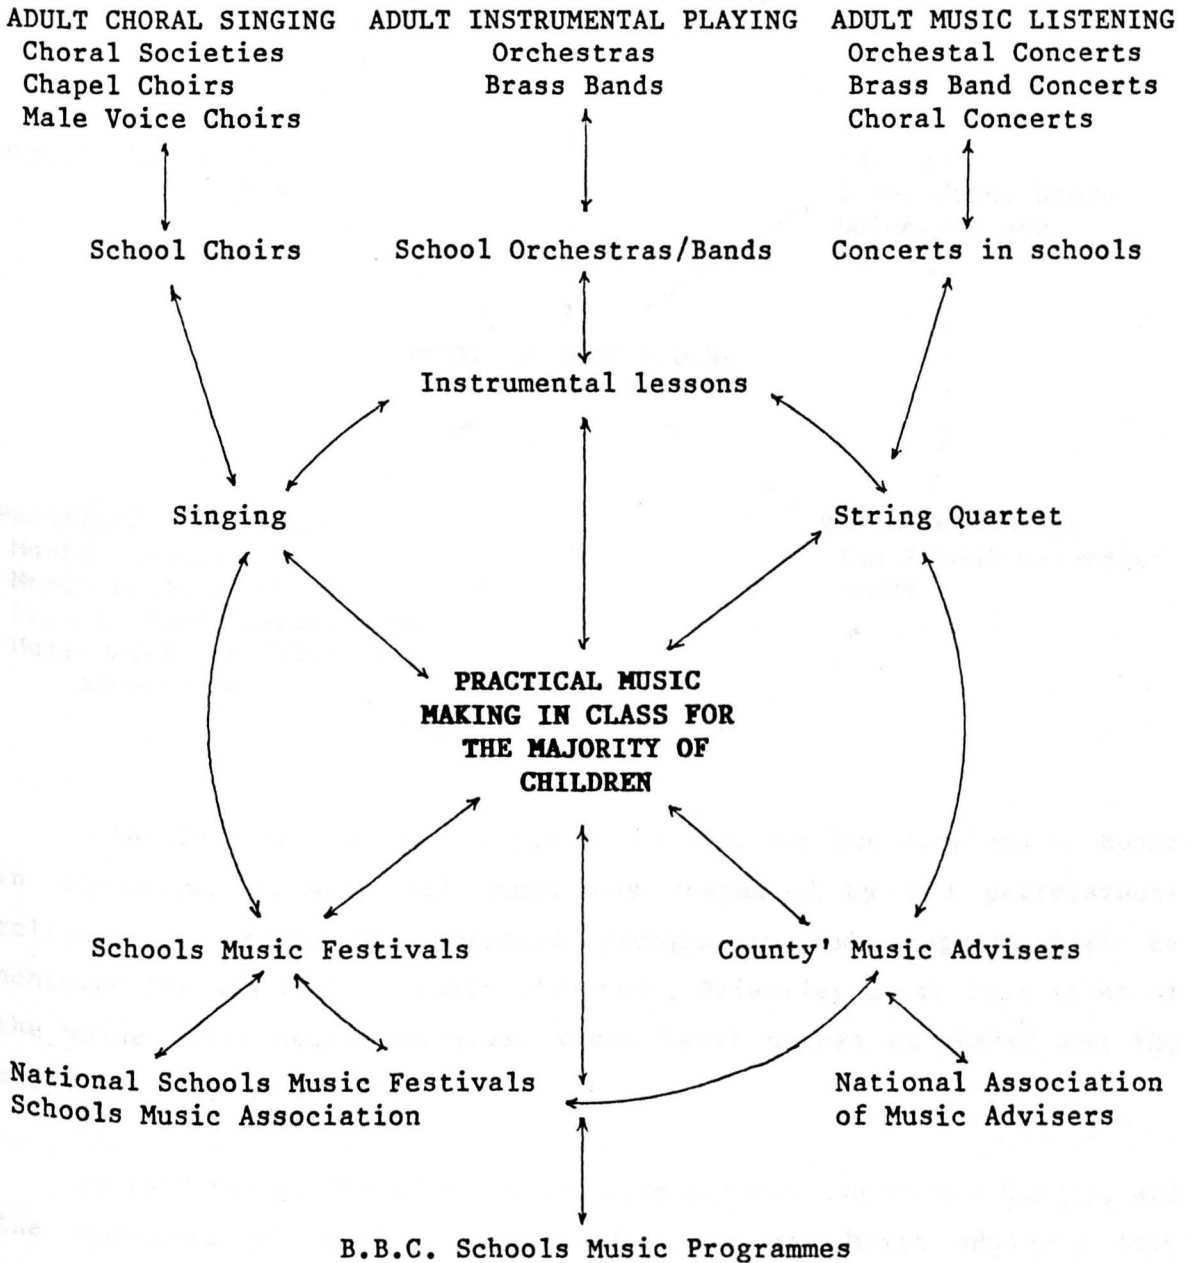 ADULT CHORAL SINGING
Choral Societies
Chapel Choirs
Male Voice Choirs
ADULT INSTRUMENTAL PLAYING
Orchestras
Brass Bands
ADULT MUSIC LISTENING
Orchestal Concerts
Brass Band Concerts
Choral Concerts
School Choirs
School Orchestras/Bands
Concerts in schools
Instrumental lessons
Singing
String Quartet
PRACTICAL MUSIC
MAKING IN CLASS FOR
THE MAJORITY OF
CHILDREN
Schools Music Festivals
County Music Advisers
National Schools Music Festivals
Schools Music Association
National Association
of Music Advisers
B.B.C. Schools Music Programmes